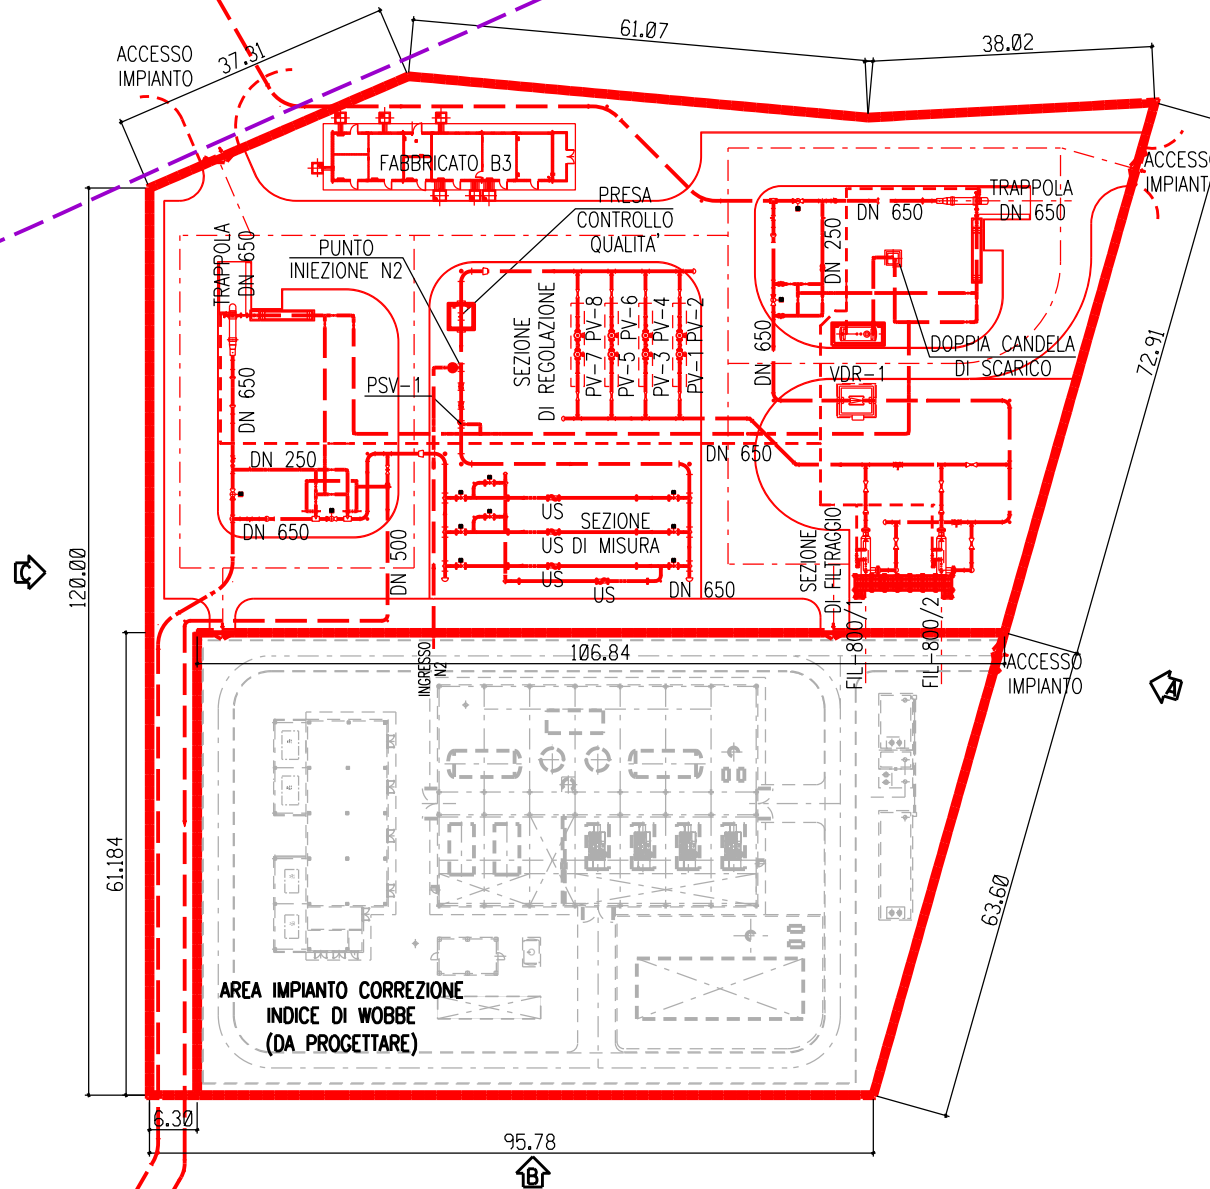 61.07
38.02
37.31
ACCESSO
IMPIANTO
FABBRICATO B3
PRESA
CONTROLLO
QUALITA'
PUNTO
INIEZIONE N2
TRAPPOLA
DN 650
TRAPPOLA
DN 650
DN 650
ACCESSO
IMPIANTO
DN 250
DN 650
SEZIONE
DI REGOLAZIONE
PV-7 PV-8
PV-5 PV-6
PV-3 PV-4
PV-1 PV-2
DOPPIA CANDELA
DI SCARICO
VDR-1
PSV-1
DN 650
72.91
DN 250
DN 650
DN 650
DN 500
US
SEZIONE
US DI MISURA
US
US
DN 650
SEZIONE
DI FILTRAGGIO
FIL-800/1
FIL-800/2
C
120.00
106.84
INGRESSO
N2
ACCESSO
IMPIANTO
A
61.184
63.60
AREA IMPIANTO CORREZIONE
INDICE DI WOBBE
(DA PROGETTARE)
6.30
95.78
B